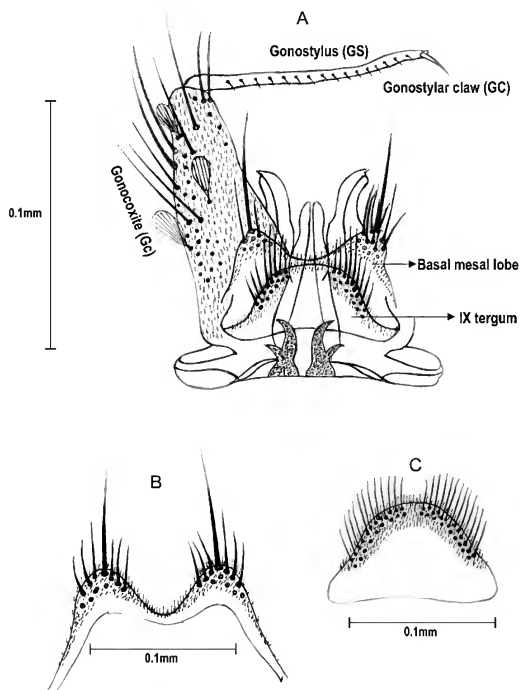 A
Gonostylus (GS)
Gonostylar claw (GC)
Gonocoxite (Gc)
0.1mm
Basal mesal lobe
IX tergum
B
0.1mm
C
0.1mm